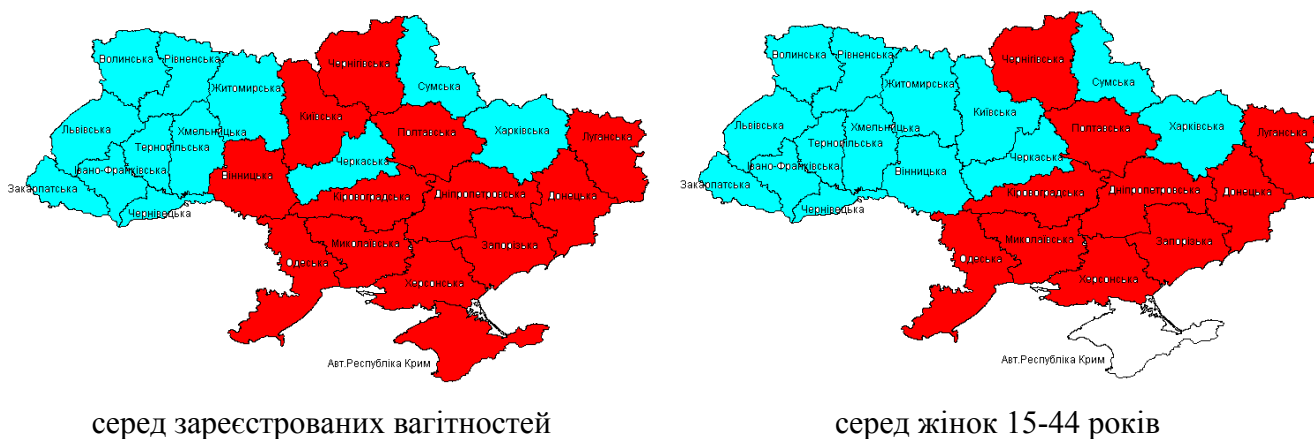 Волинська
Рівненська
Житомирська
Київська
Чернігівська
Сумська
Львівська
Хмельницька
Тернопільська
Івано-Франківська
Закарпатська
Чернівецька
Вінницька
Черкаська
Полтавська
Харківська
Луганська
Кіровоградська
Дніпропетровська
Донецька
Одеська
Миколаївська
Запорізька
Херсонська
Авт.Республіка Крим
серед зареєстрованих вагітностей
Волинська
Рівненська
Житомирська
Київська
Чернігівська
Сумська
Львівська
Хмельницька
Тернопільська
Івано-Франківська
Закарпатська
Чернівецька
Вінницька
Черкаська
Полтавська
Харківська
Луганська
Кіровоградська
Дніпропетровська
Донецька
Одеська
Миколаївська
Запорізька
Херсонська
Авт.Республіка Крим
серед жінок 15-44 років